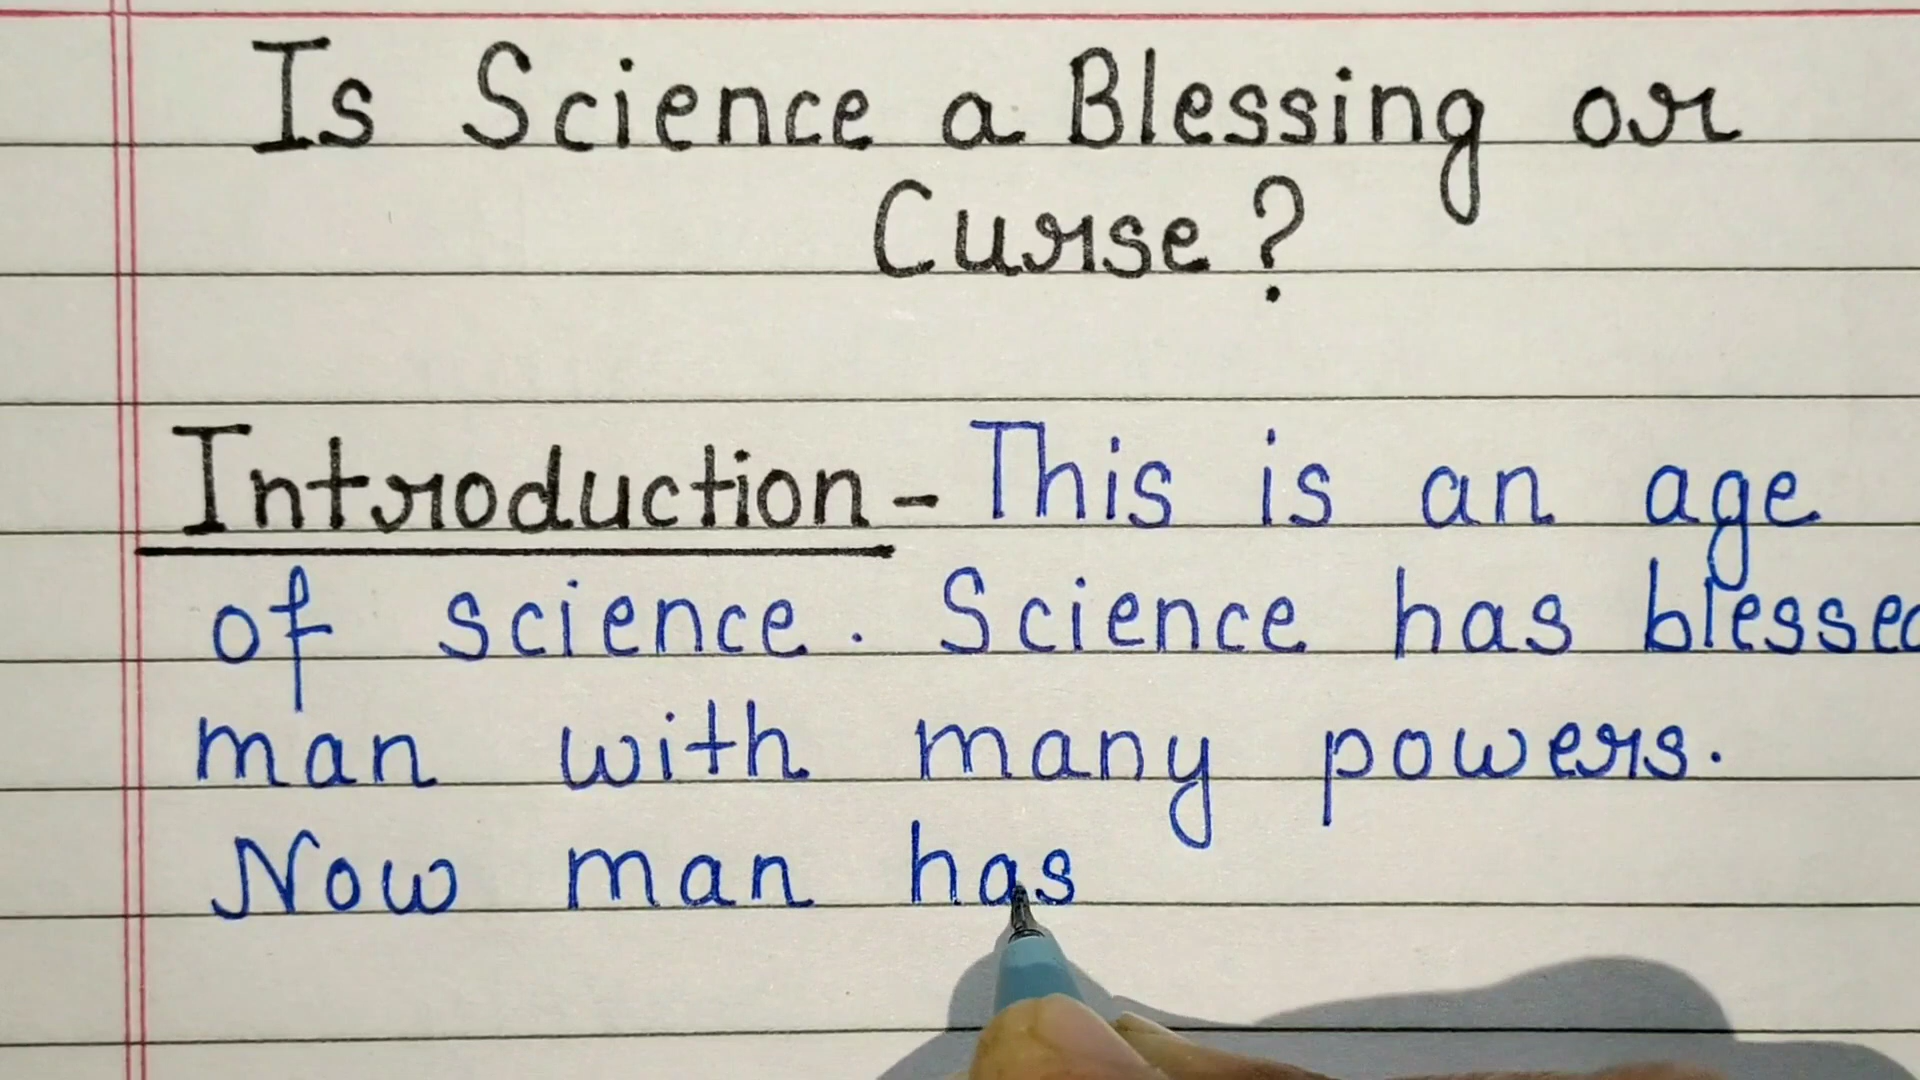 Is Science a Blessing or
Curse?
Introduction - This is an age
of science. Science has blessed
man with many powers.
Now man has